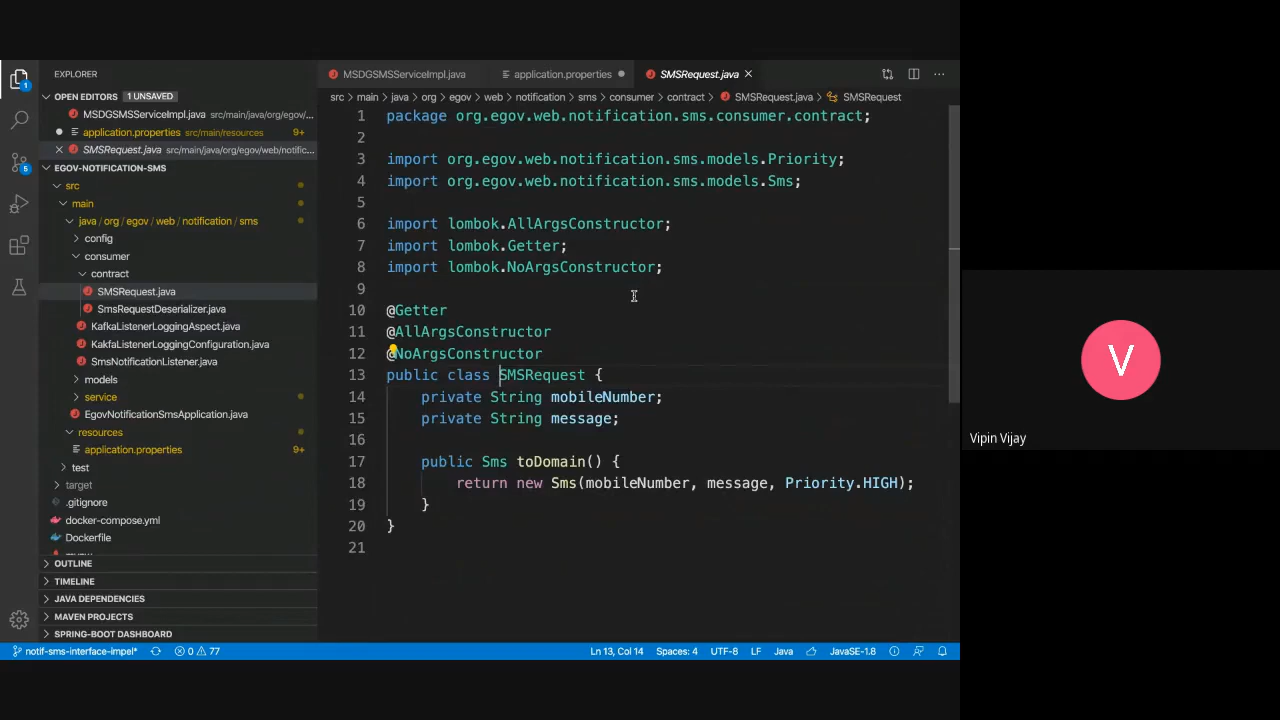 EXPLORER
OPEN EDITORS 1 UNSAVED
MSDGSMSServiceImpl.java src/main/java/org/egov/...
application.properties src/main/resources 9+
SMSRequest.java src/main/java/org/egov/web/notific...
EGOV-NOTIFICATION-SMS
src
main
java / org / egov / web / notification / sms
config
consumer
contract
SMSRequest.java
SmsRequestDeserializer.java
KafkaListenerLoggingAspect.java
KakfaListenerLoggingConfiguration.java
SmsNotificationListener.java
models
service
EgovNotificationSmsApplication.java
resources
application.properties 9+
test
target
.gitignore
docker-compose.yml
Dockerfile
OUTLINE
TIMELINE
JAVA DEPENDENCIES
MAVEN PROJECTS
SPRING-BOOT DASHBOARD
1
5
MSDGSMSServiceImpl.java application.properties SMSRequest.java
src > main > java > org > egov > web > notification > sms > consumer > contract > SMSRequest.java > SMSRequest
1 package org.egov.web.notification.sms.consumer.contract;
2
3 import org.egov.web.notification.sms.models.Priority;
4 import org.egov.web.notification.sms.models.Sms;
5
6 import lombok.AllArgsConstructor;
7 import lombok.Getter;
8 import lombok.NoArgsConstructor;
9
10 @Getter
11 @AllArgsConstructor
12 @NoArgsConstructor
13 public class SMSRequest {
14 private String mobileNumber;
15 private String message;
16
17 public Sms toDomain() {
18 return new Sms(mobileNumber, message, Priority.HIGH);
19 }
20 }
21
notif-sms-interface-impel* 0 77 Ln 13, Col 14 Spaces: 4 UTF-8 LF Java JavaSE-1.8
V
Vipin Vijay